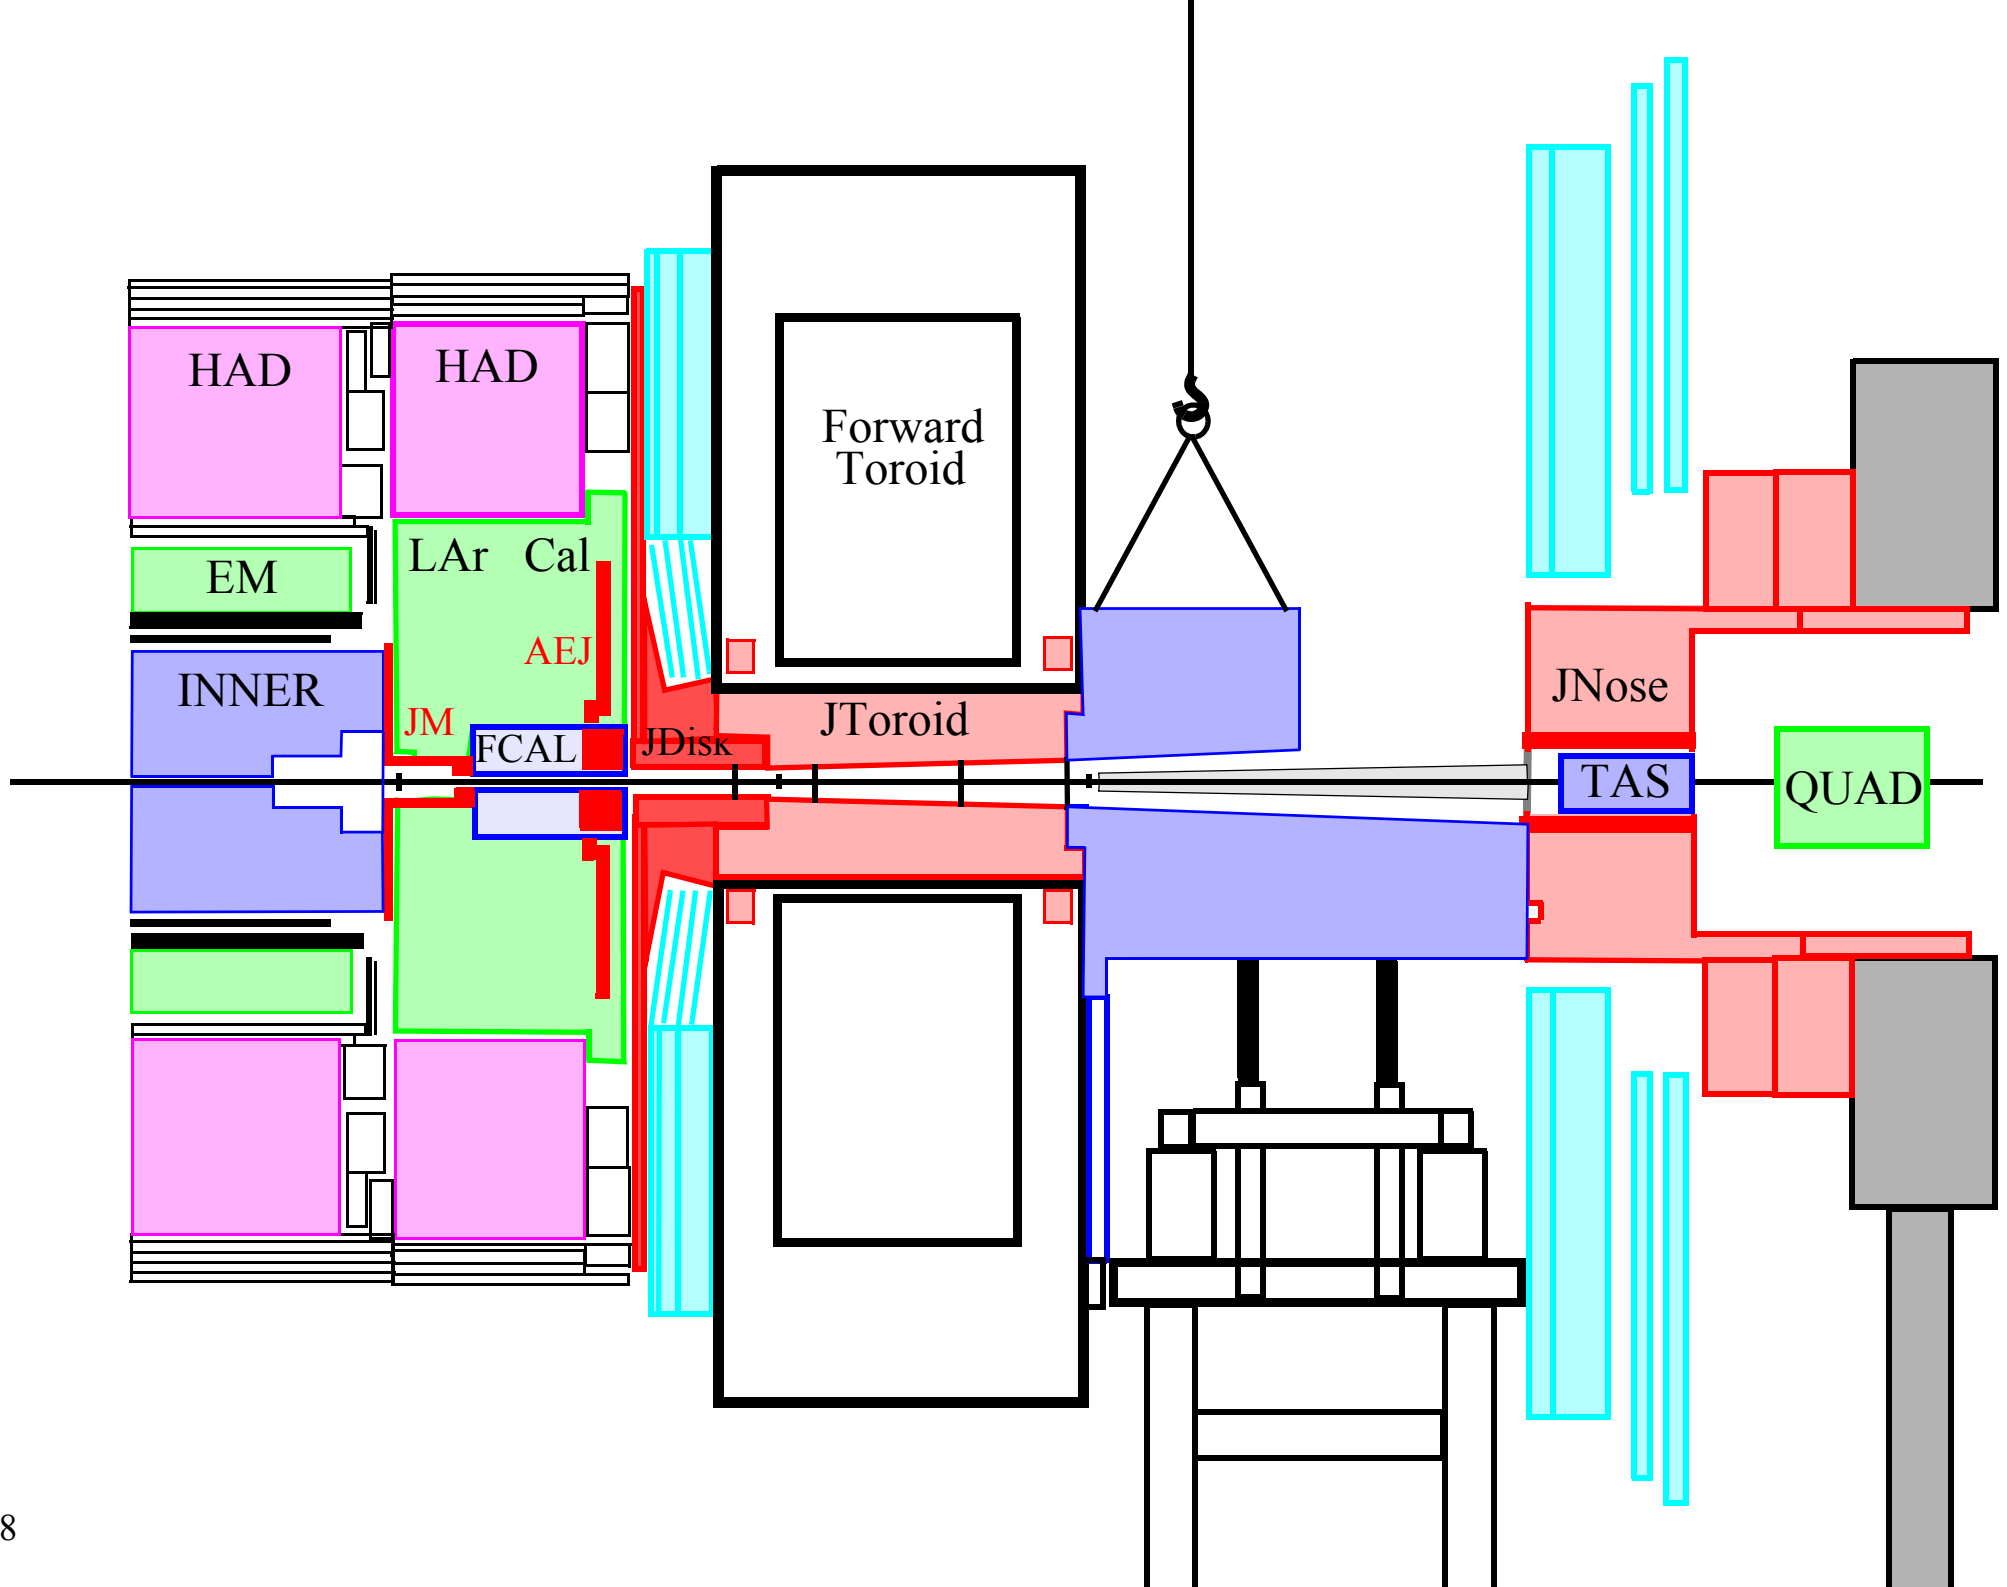 HAD
HAD
Forward
Toroid
LAr Cal
EM
AEJ
INNER
JNose
JM
JToroid
FCAL
JDisk
TAS
QUAD
8